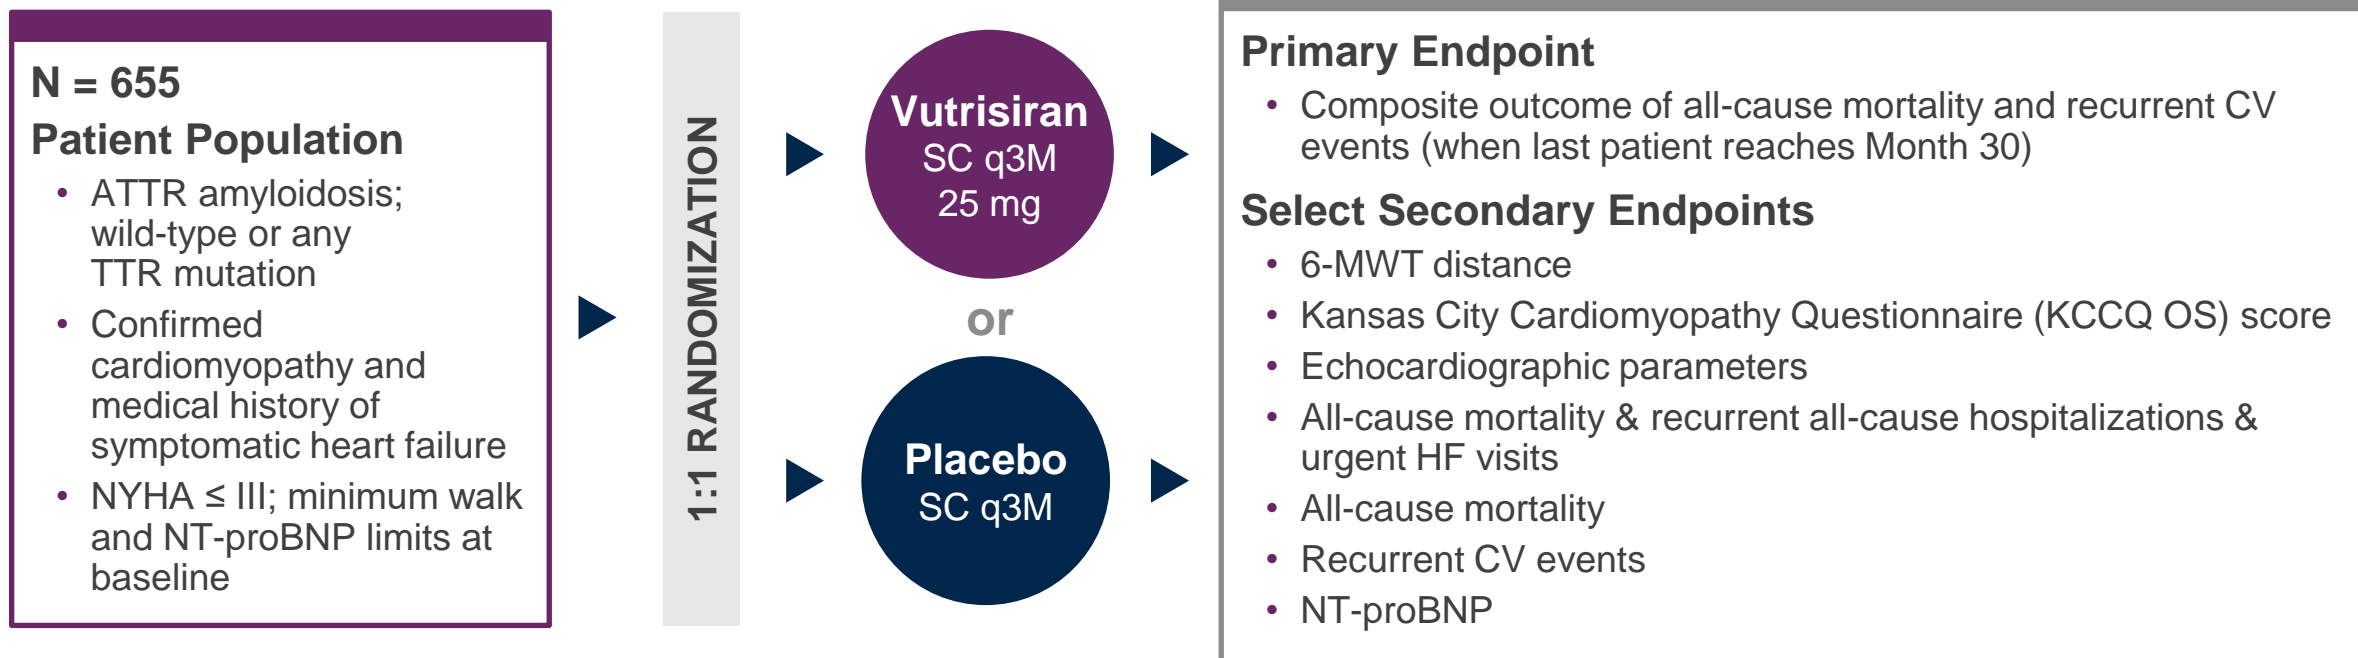 N = 655
Patient Population
• ATTR amyloidosis;
wild-type or any
TTR mutation
• Confirmed
cardiomyopathy and
medical history of
symptomatic heart failure
• NYHA ≤ III; minimum walk
and NT-proBNP limits at
baseline
1:1 RANDOMIZATION
Vutrisiran
SC q3M
25 mg
or
Placebo
SC q3M
Primary Endpoint
• Composite outcome of all-cause mortality and recurrent CV
events (when last patient reaches Month 30)
Select Secondary Endpoints
• 6-MWT distance
• Kansas City Cardiomyopathy Questionnaire (KCCQ OS) score
• Echocardiographic parameters
• All-cause mortality & recurrent all-cause hospitalizations &
urgent HF visits
• All-cause mortality
• Recurrent CV events
• NT-proBNP